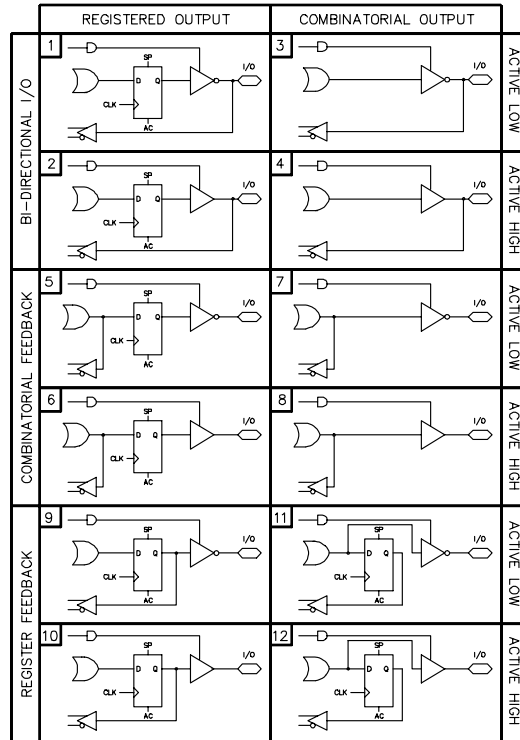 REGISTERED OUTPUT COMBINATORIAL OUTPUT
BI-DIRECTIONAL I/O
COMBINATORIAL FEEDBACK
REGISTER FEEDBACK
1
SP
I/O
D Q
CLK
AC
3
I/O
ACTIVE LOW
2
SP
I/O
D Q
CLK
AC
4
I/O
ACTIVE HIGH
5
SP
I/O
D Q
CLK
AC
7
I/O
ACTIVE LOW
6
SP
I/O
D Q
CLK
AC
8
I/O
ACTIVE HIGH
9
SP
I/O
D Q
CLK
AC
11
SP
I/O
D Q
CLK
AC
ACTIVE LOW
10
SP
I/O
D Q
CLK
AC
12
SP
I/O
D Q
CLK
AC
ACTIVE HIGH